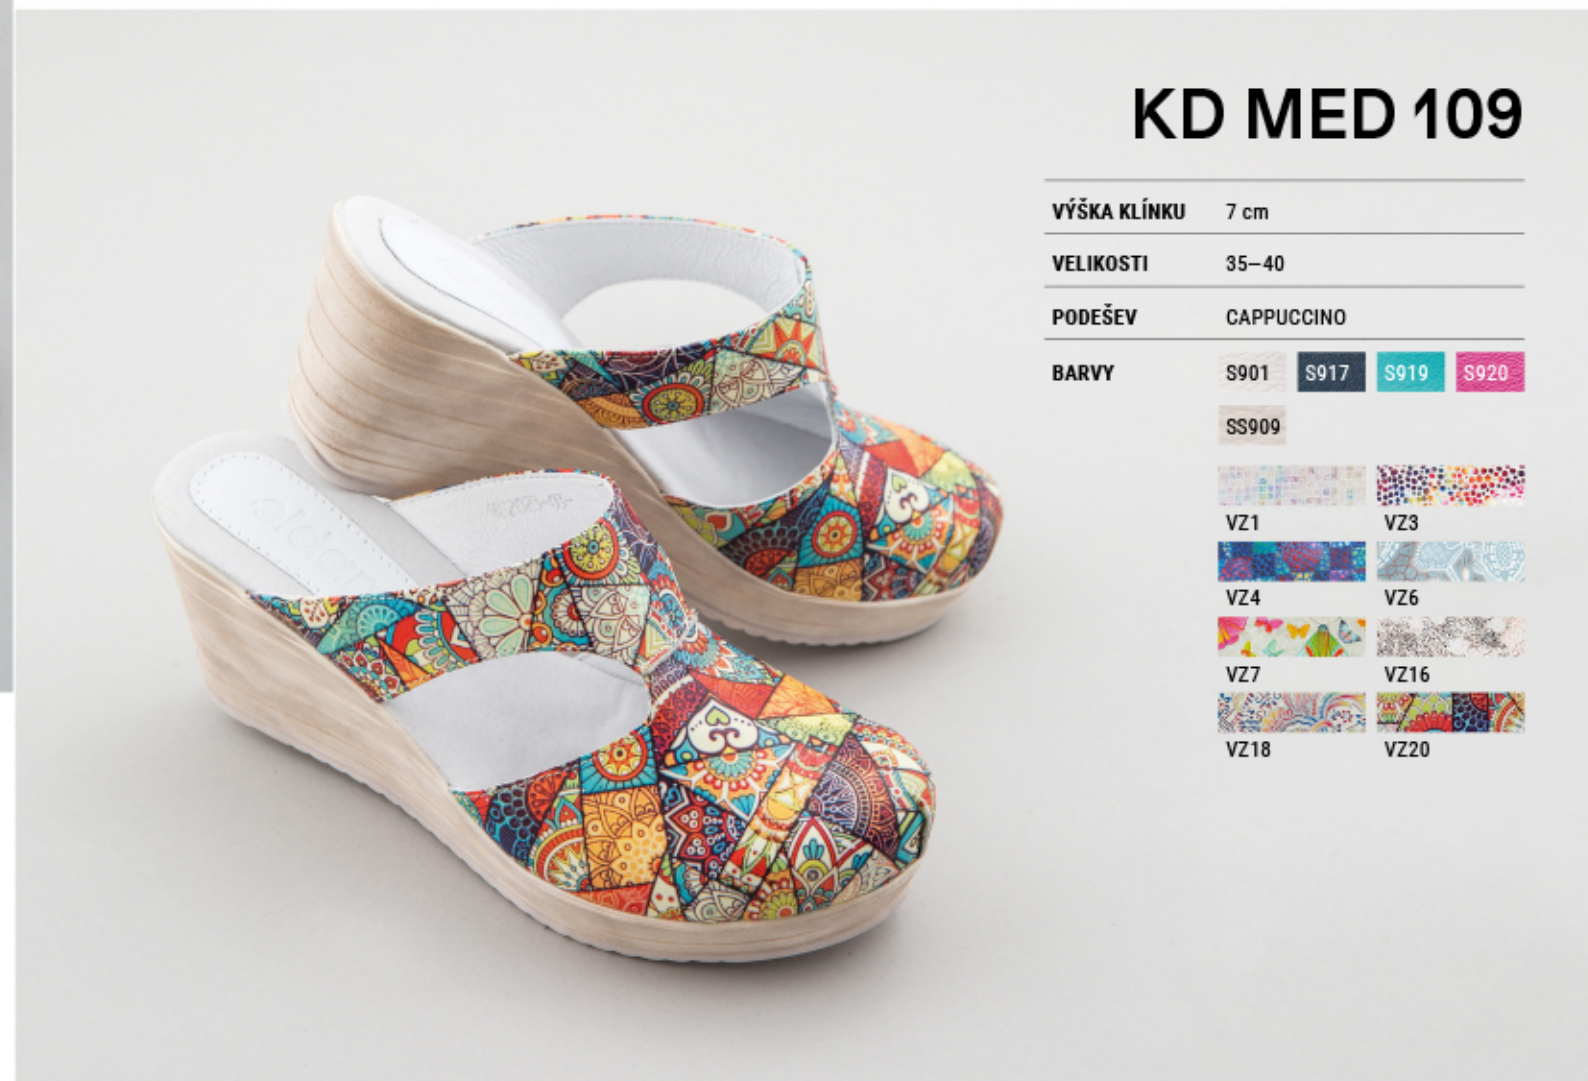 KD MED 109
VÝŠKA KLÍNKU 7 cm
VELIKOSTI 35–40
PODEŠEV CAPPUCCINO
BARVY S901 S917 S919 S920
SS909
VZ1 VZ3
VZ4 VZ6
VZ7 VZ16
VZ18 VZ20